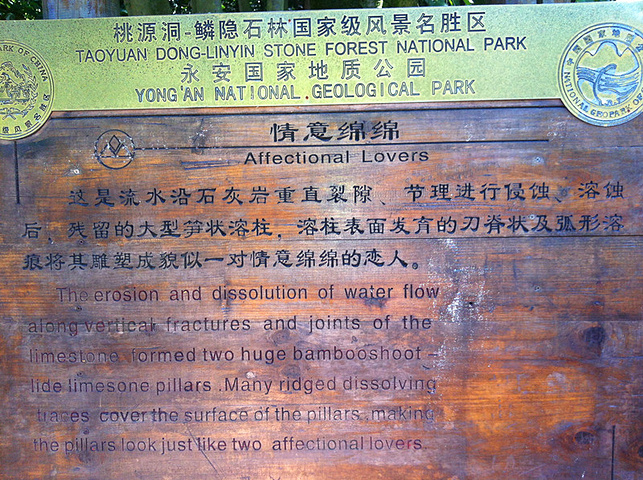 桃源洞-鳞隐石林国家级风景名胜区
TAOYUAN DONG-LINYIN STONE FOREST NATIONAL PARK
永安国家地质公园
YONG'AN NATIONAL GEOLOGICAL PARK
情意绵绵
Affectional Lovers
这是流水沿石灰岩重直裂隙、节理进行侵蚀、溶蚀
后，残留的大型笋状溶柱，溶柱表面发育的刃脊状及弧形溶
痕将其雕塑成貌似一对情意绵绵的恋人。
The erosion and dissolution of water flow
along vertical fractures and joints of the
limestone formed two huge bambooshoot-
lide limesone pillars.Many ridged dissolving
traces cover the surface of the pillars,making
the pillars look just like two affectional lovers.